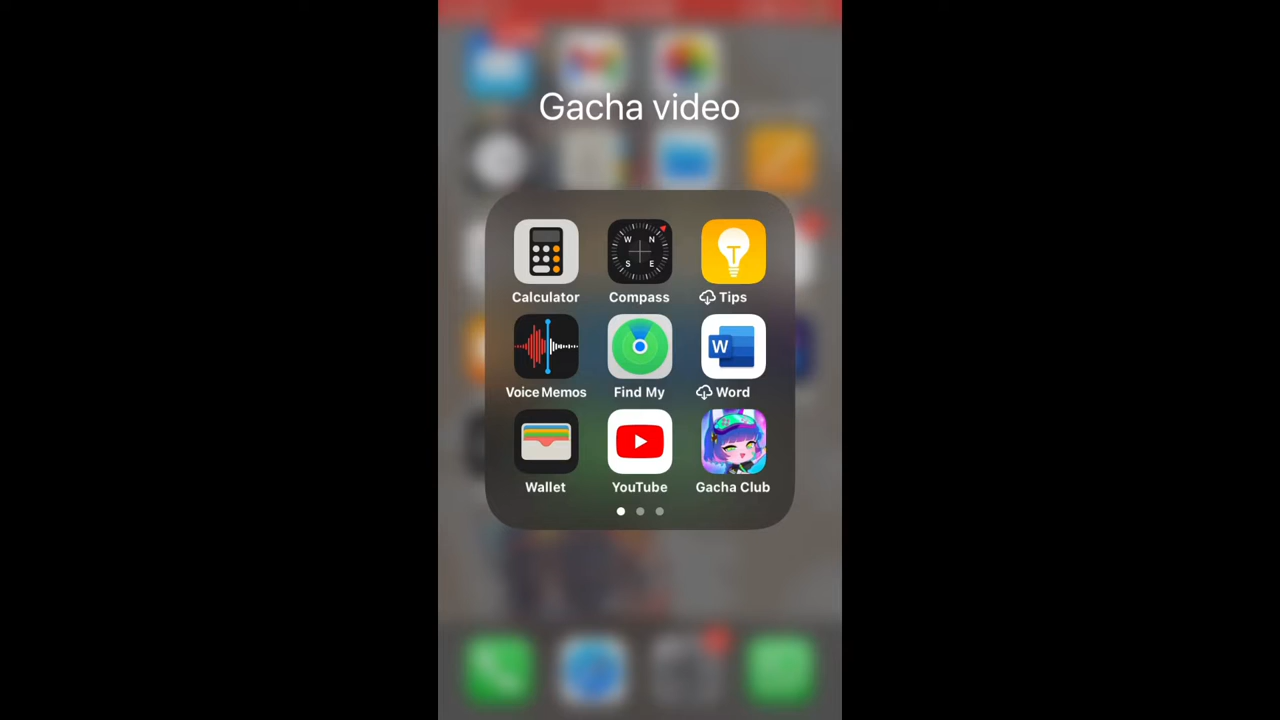 Gacha video
W N
S E
T
Calculator Compass Tips
W
Voice Memos Find My Word
Wallet YouTube Gacha Club